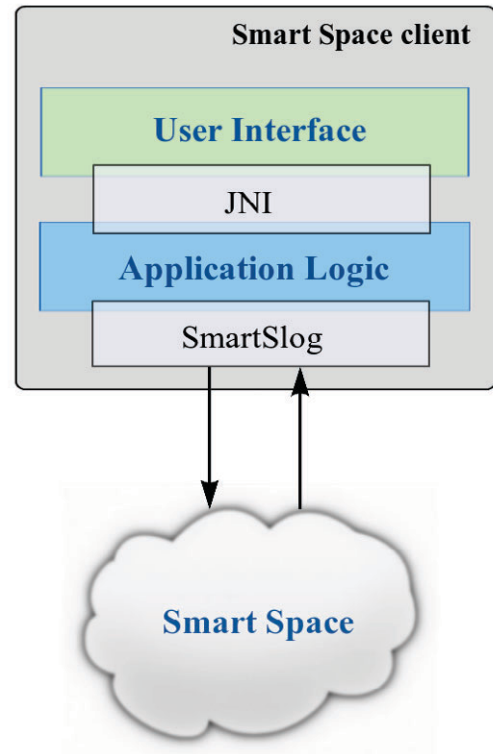 Smart Space client
User Interface
JNI
Application Logic
SmartSlog
Smart Space